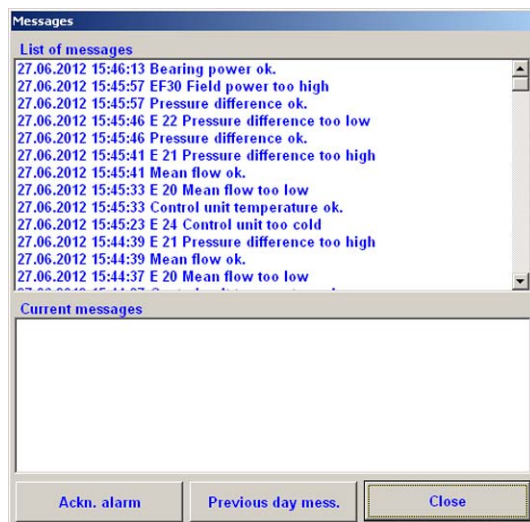 Messages
List of messages
27.06.2012 15:46:13 Bearing power ok.
27.06.2012 15:45:57 EF30 Field power too high
27.06.2012 15:45:57 Pressure difference ok.
27.06.2012 15:45:46 E 22 Pressure difference too low
27.06.2012 15:45:46 Pressure difference ok.
27.06.2012 15:45:41 E 21 Pressure difference too high
27.06.2012 15:45:41 Mean flow ok.
27.06.2012 15:45:33 E 20 Mean flow too low
27.06.2012 15:45:33 Control unit temperature ok.
27.06.2012 15:45:23 E 24 Control unit too cold
27.06.2012 15:44:39 E 21 Pressure difference too high
27.06.2012 15:44:39 Mean flow ok.
27.06.2012 15:44:37 E 20 Mean flow too low
Current messages
Ackn. alarm
Previous day mess.
Close